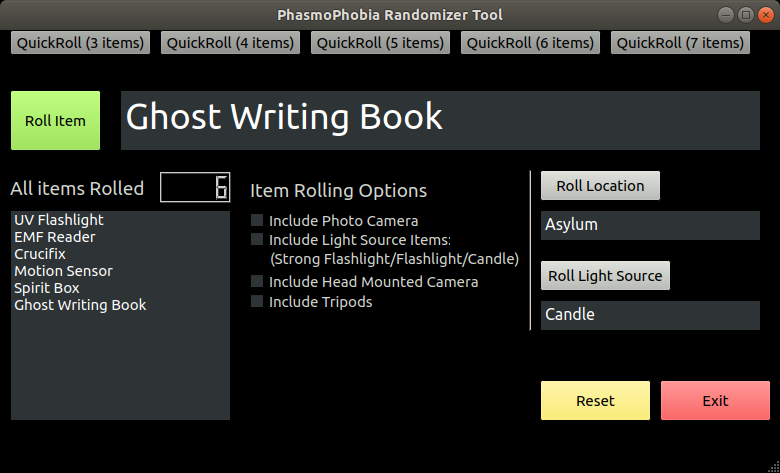 PhasmoPhobia Randomizer Tool
QuickRoll (3 items) QuickRoll (4 items) QuickRoll (5 items) QuickRoll (6 items) QuickRoll (7 items)
Roll Item
Ghost Writing Book
All items Rolled
6
UV Flashlight
EMF Reader
Crucifix
Motion Sensor
Spirit Box
Ghost Writing Book
Item Rolling Options
Include Photo Camera
Include Light Source Items:
(Strong Flashlight/Flashlight/Candle)
Include Head Mounted Camera
Include Tripods
Roll Location
Asylum
Roll Light Source
Candle
Reset
Exit